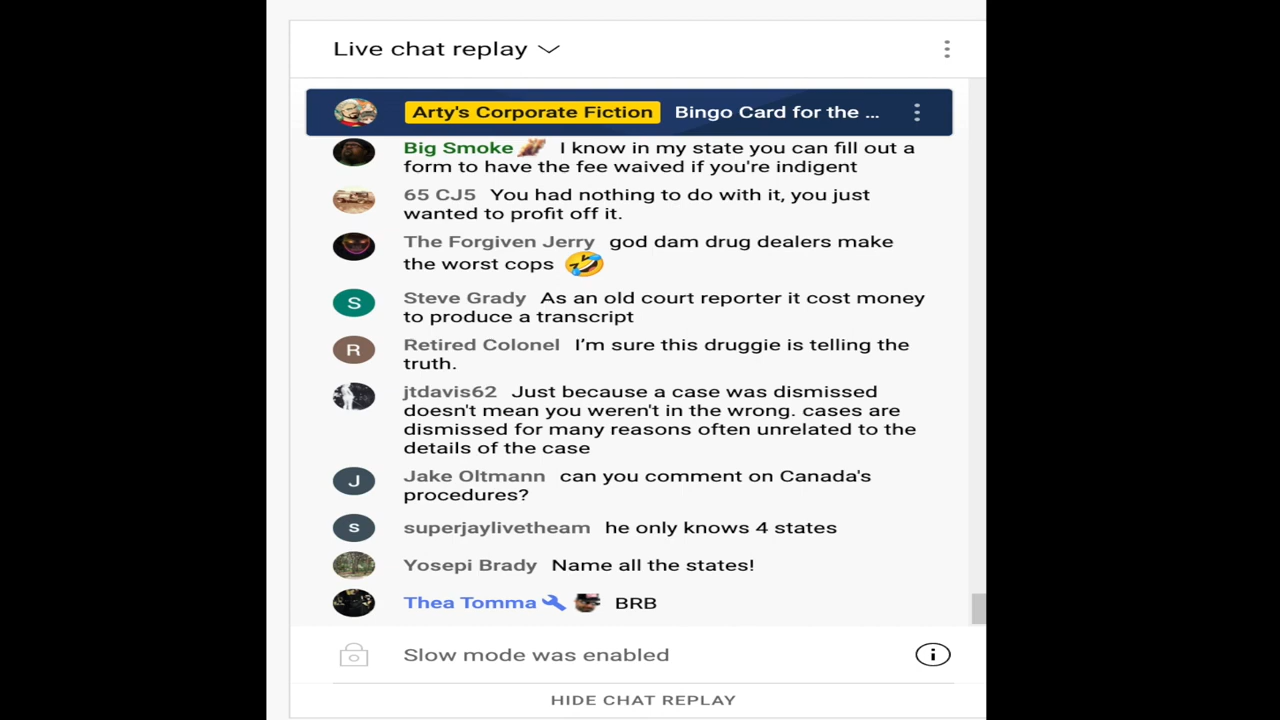 Live chat replay
Arty's Corporate Fiction Bingo Card for the ...
Big Smoke I know in my state you can fill out a
form to have the fee waived if you're indigent
65 CJ5 You had nothing to do with it, you just
wanted to profit off it.
The Forgiven Jerry god dam drug dealers make
the worst cops 🤣
S Steve Grady As an old court reporter it cost money
to produce a transcript
R Retired Colonel I’m sure this druggie is telling the
truth.
jtdavis62 Just because a case was dismissed
doesn't mean you weren't in the wrong. cases are
dismissed for many reasons often unrelated to the
details of the case
J Jake Oltmann can you comment on Canada's
procedures?
s superjaylivetheam he only knows 4 states
Yosepi Brady Name all the states!
Thea Tomma BRB
Slow mode was enabled
HIDE CHAT REPLAY